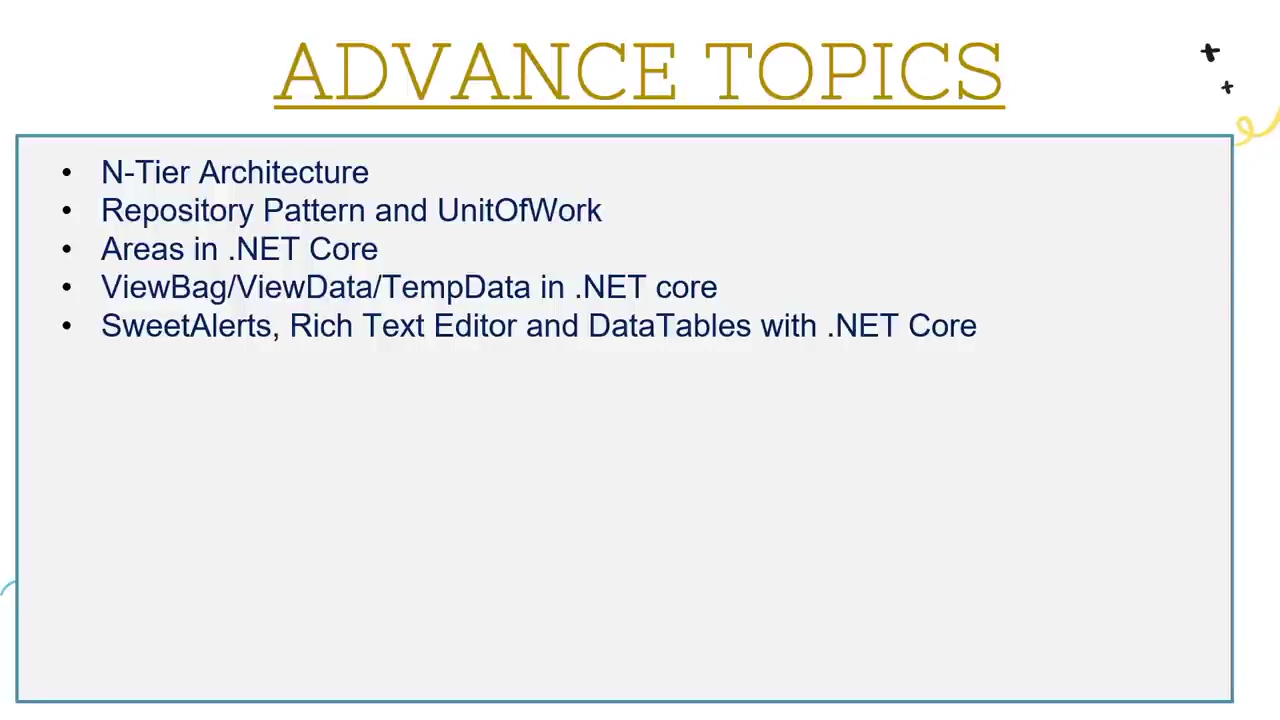 ADVANCE TOPICS
• N-Tier Architecture
• Repository Pattern and UnitOfWork
• Areas in .NET Core
• ViewBag/ViewData/TempData in .NET core
• SweetAlerts, Rich Text Editor and DataTables with .NET Core